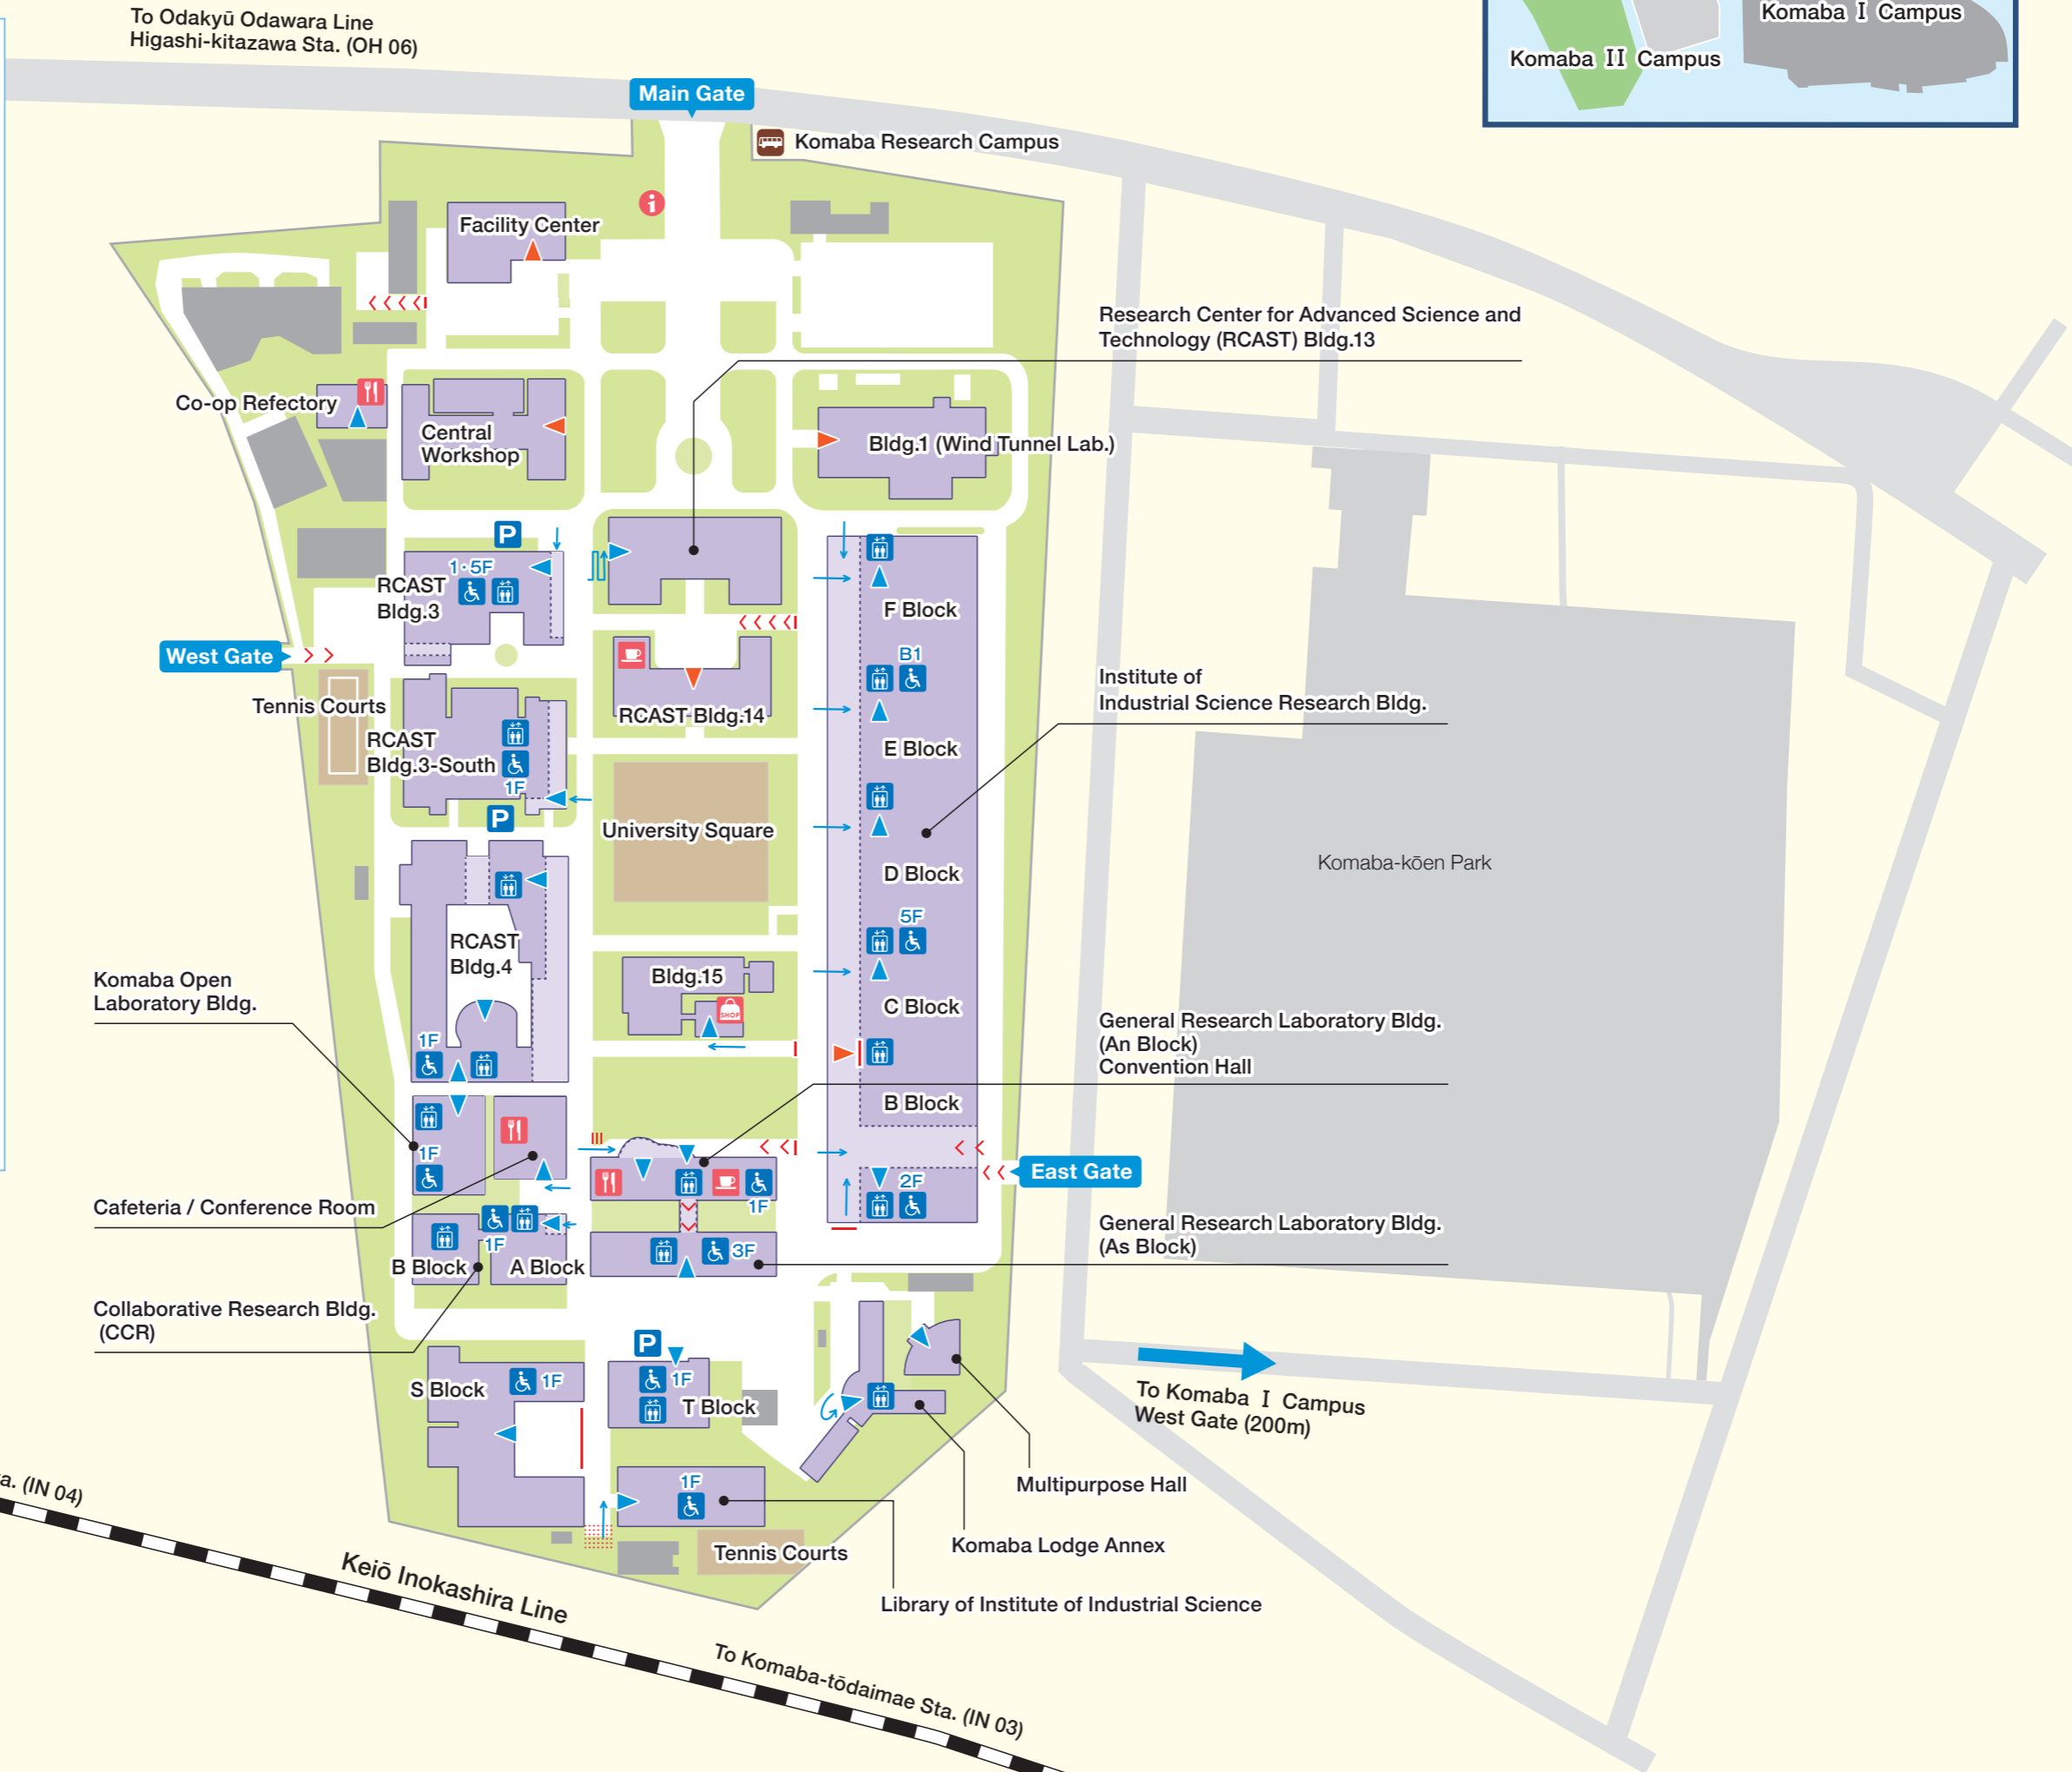 To Odakyū Odawara Line
Higashi-kitazawa Sta. (OH 06)
Komaba I Campus
Komaba II Campus
Main Gate
Komaba Research Campus
Facility Center
Research Center for Advanced Science and
Technology (RCAST) Bldg.13
Co-op Refectory
Central
Workshop
Bldg.1 (Wind Tunnel Lab.)
P
1·5F
RCAST
Bldg.3
F Block
West Gate
B1
Tennis Courts
RCAST Bldg.14
Institute of
Industrial Science Research Bldg.
RCAST
Bldg.3-South
1F
E Block
P
University Square
Komaba-kōen Park
D Block
5F
RCAST
Bldg.4
Bldg.15
SHOP
Komaba Open
Laboratory Bldg.
C Block
1F
General Research Laboratory Bldg.
(An Block)
Convention Hall
B Block
1F
East Gate
2F
1F
Cafeteria / Conference Room
1F
3F
General Research Laboratory Bldg.
(As Block)
B Block
A Block
Collaborative Research Bldg.
(CCR)
P
S Block
1F
1F
T Block
To Komaba I Campus
West Gate (200m)
1F
Multipurpose Hall
a. (IN 04)
Tennis Courts
Komaba Lodge Annex
Keiō Inokashira Line
Library of Institute of Industrial Science
To Komaba-tōdaimae Sta. (IN 03)